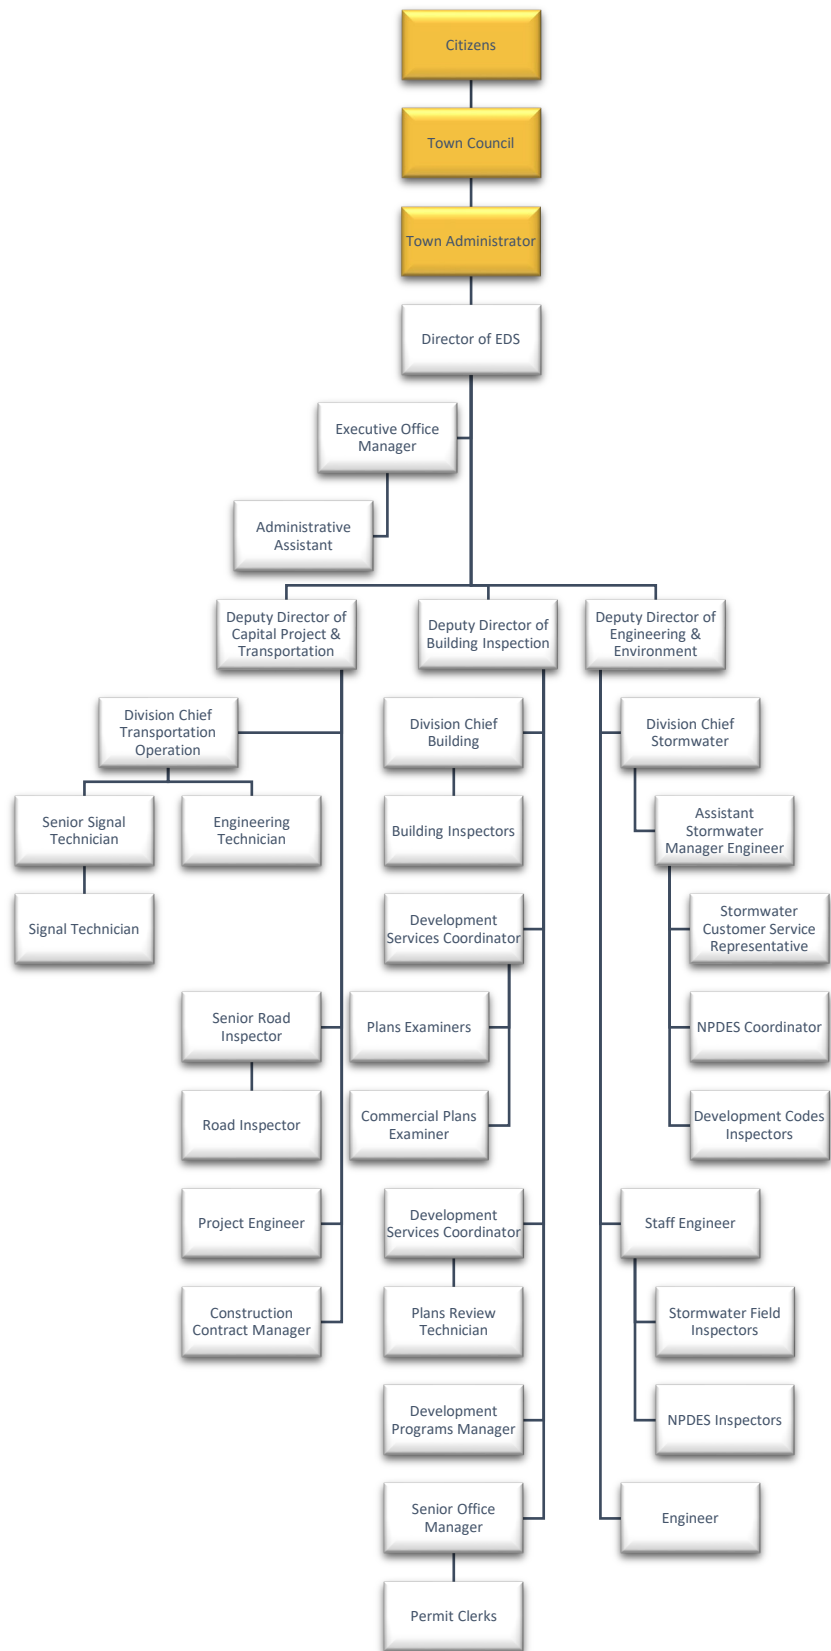 Citizens
Town Council
Town Administrator
Director of EDS
Executive Office
Manager
Administrative
Assistant
Deputy Director of
Capital Project &
Transportation
Division Chief
Transportation
Operation
Senior Signal
Technician
Signal Technician
Engineering
Technician
Senior Road
Inspector
Road Inspector
Project Engineer
Construction
Contract Manager
Deputy Director of
Building Inspection
Division Chief
Building
Building Inspectors
Development
Services Coordinator
Plans Examiners
Commercial Plans
Examiner
Development
Services Coordinator
Plans Review
Technician
Development
Programs Manager
Senior Office
Manager
Permit Clerks
Deputy Director of
Engineering &
Environment
Division Chief
Stormwater
Assistant
Stormwater
Manager Engineer
Stormwater
Customer Service
Representative
NPDES Coordinator
Development Codes
Inspectors
Staff Engineer
Stormwater Field
Inspectors
NPDES Inspectors
Engineer